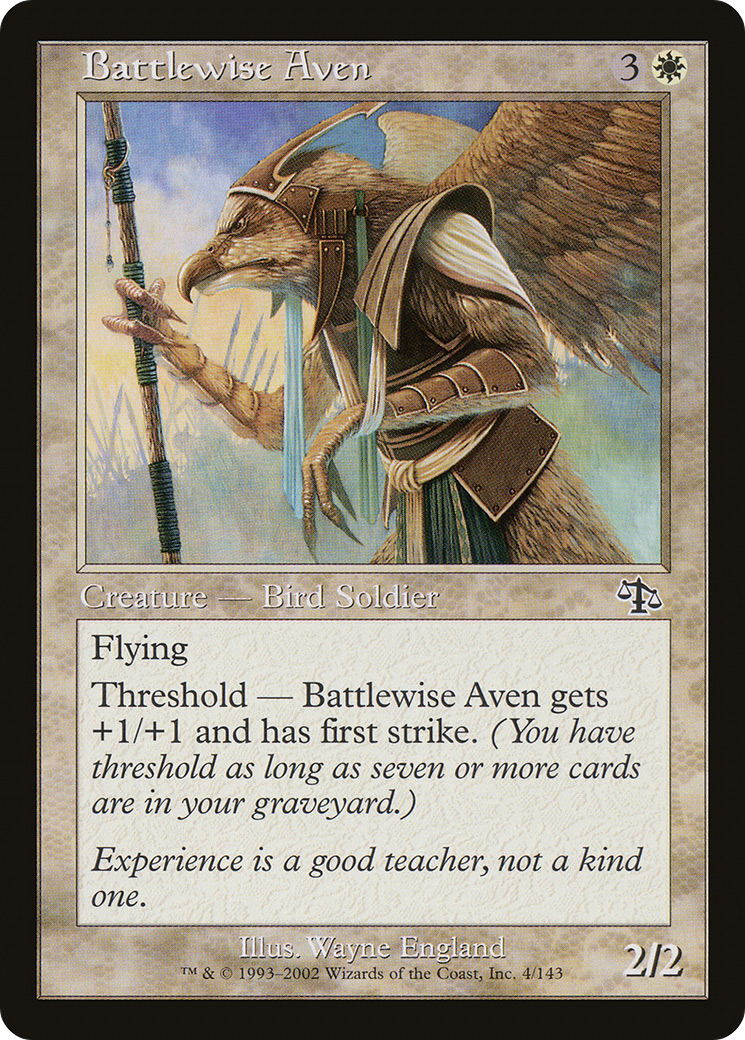 Battlewise Aven 3
Creature — Bird Soldier
Flying
Threshold — Battlewise Aven gets
+1/+1 and has first strike. (You have
threshold as long as seven or more cards
are in your graveyard.)
Experience is a good teacher, not a kind
one.
Illus. Wayne England
™ & © 1993–2002 Wizards of the Coast, Inc. 4/143
2/2